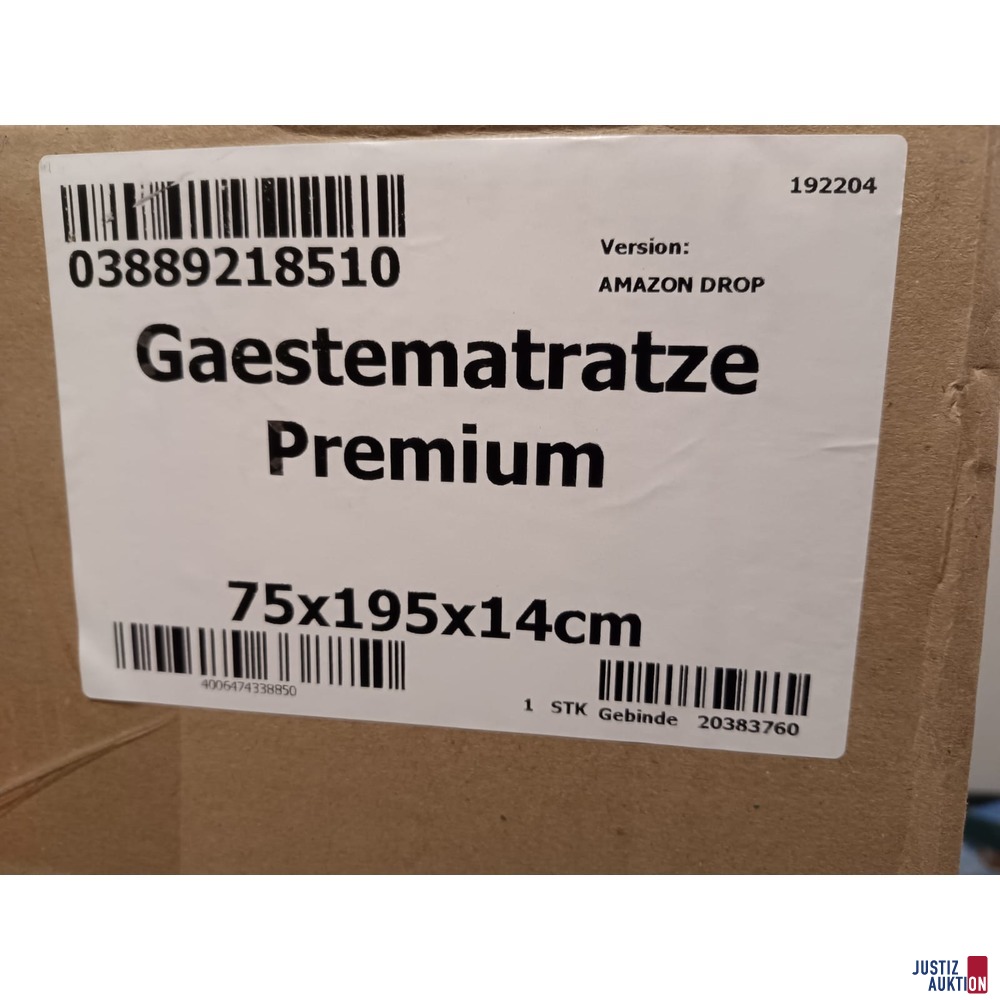 192204
03889218510
Version:
AMAZON DROP
Gaestematratze
Premium
75x195x14cm
4006474338850
1 STK Gebinde 20383760
JUSTIZ
AUKTION